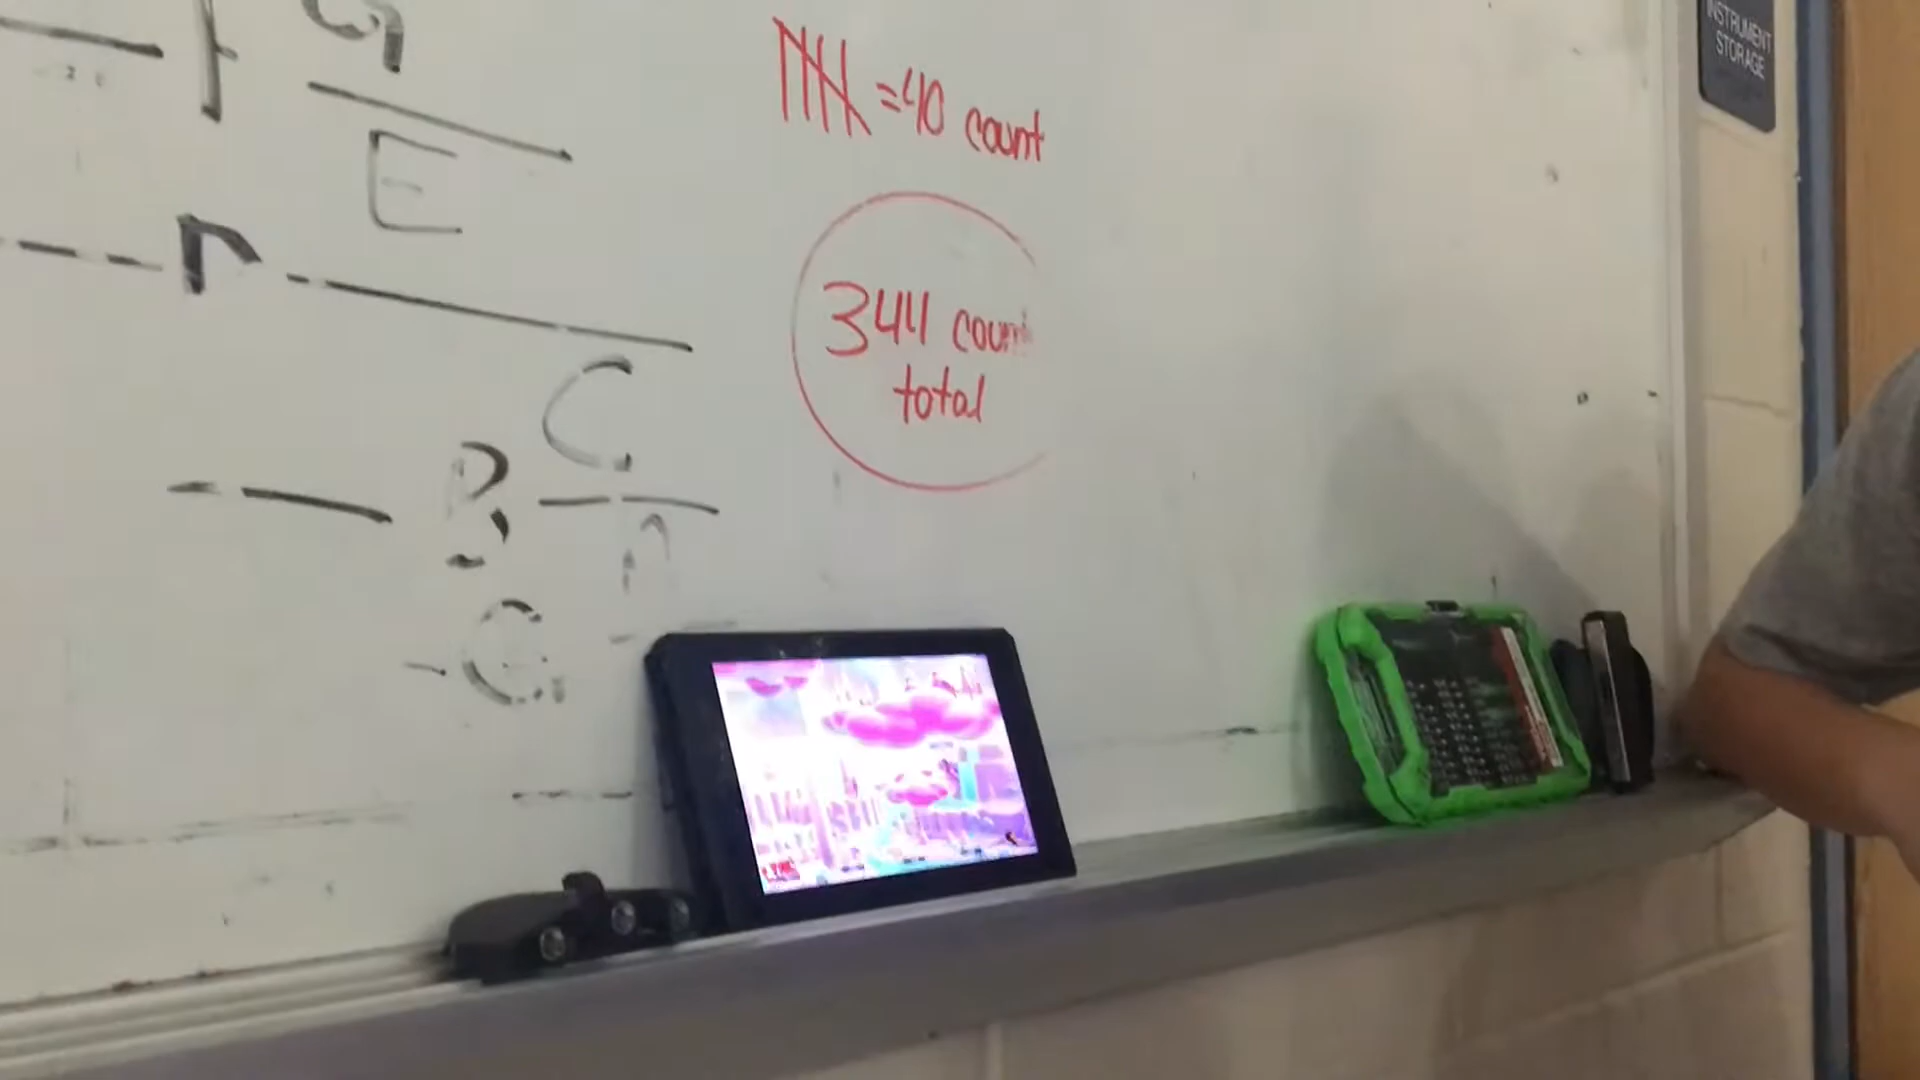 INSTRUMENT
STORAGE
= 40 count
344 count
total
G
E
D
C
B
A
G